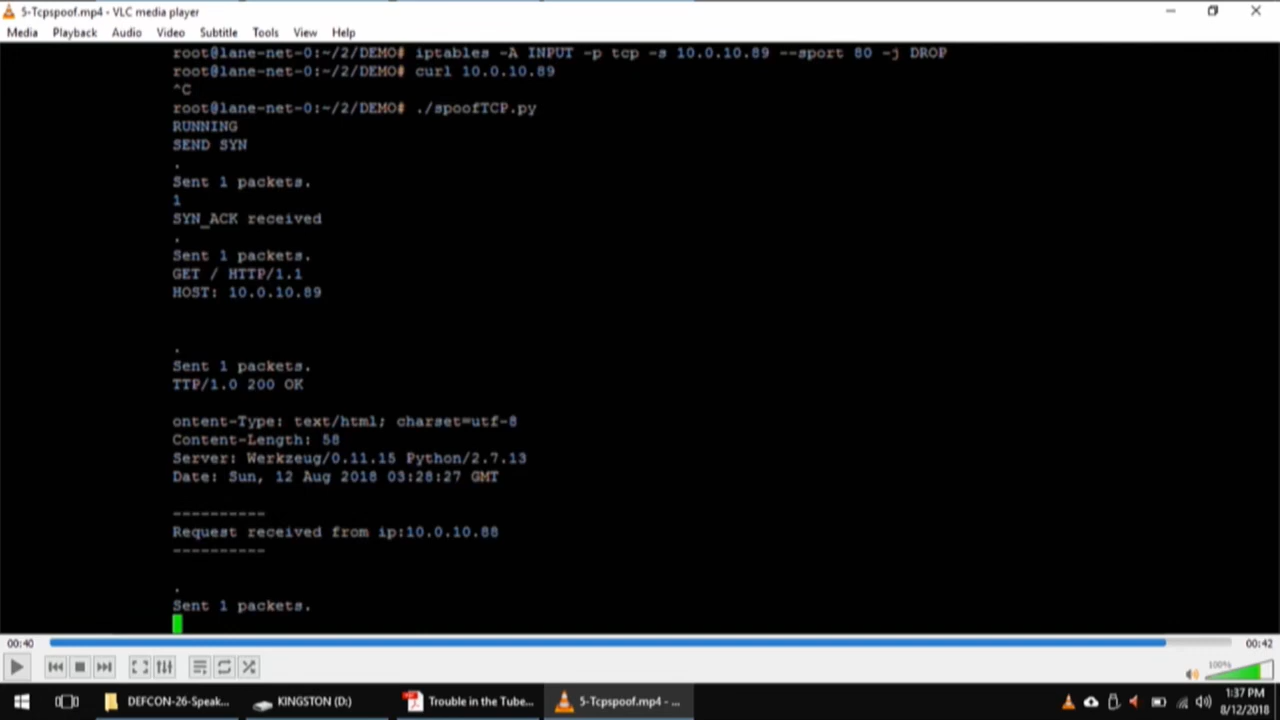 5-Tcpspoof.mp4 - VLC media player
Media Playback Audio Video Subtitle Tools View Help
root@lane-net-0:~/2/DEMO# iptables -A INPUT -p tcp -s 10.0.10.89 --sport 80 -j DROP
root@lane-net-0:~/2/DEMO# curl 10.0.10.89
^C
root@lane-net-0:~/2/DEMO# ./spoofTCP.py
RUNNING
SEND SYN
.
Sent 1 packets.
1
SYN_ACK received
.
Sent 1 packets.
GET / HTTP/1.1
HOST: 10.0.10.89
.
Sent 1 packets.
TTP/1.0 200 OK
ontent-Type: text/html; charset=utf-8
Content-Length: 58
Server: Werkzeug/0.11.15 Python/2.7.13
Date: Sun, 12 Aug 2018 03:28:27 GMT
----------
Request received from ip:10.0.10.88
----------
.
Sent 1 packets.
00:40 00:42
100%
DEFCON-26-Speak... KINGSTON (D:) Trouble in the Tube... 5-Tcpspoof.mp4 - ... 1:37 PM
8/12/2018